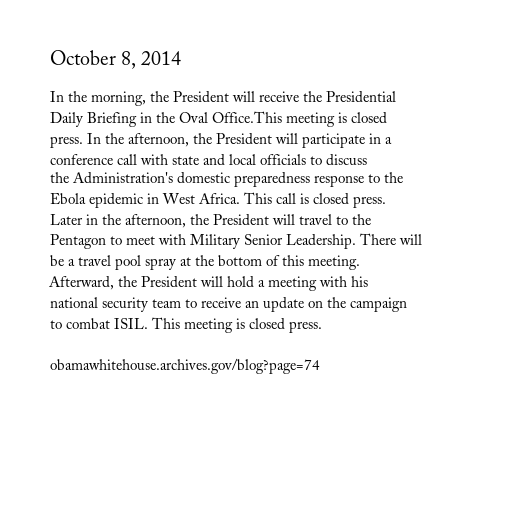 October 8, 2014
In the morning, the President will receive the Presidential
Daily Briefing in the Oval Office.This meeting is closed
press. In the afternoon, the President will participate in a
conference call with state and local officials to discuss
the Administration's domestic preparedness response to the
Ebola epidemic in West Africa. This call is closed press.
Later in the afternoon, the President will travel to the
Pentagon to meet with Military Senior Leadership. There will
be a travel pool spray at the bottom of this meeting.
Afterward, the President will hold a meeting with his
national security team to receive an update on the campaign
to combat ISIL. This meeting is closed press.
obamawhitehouse.archives.gov/blog?page=74